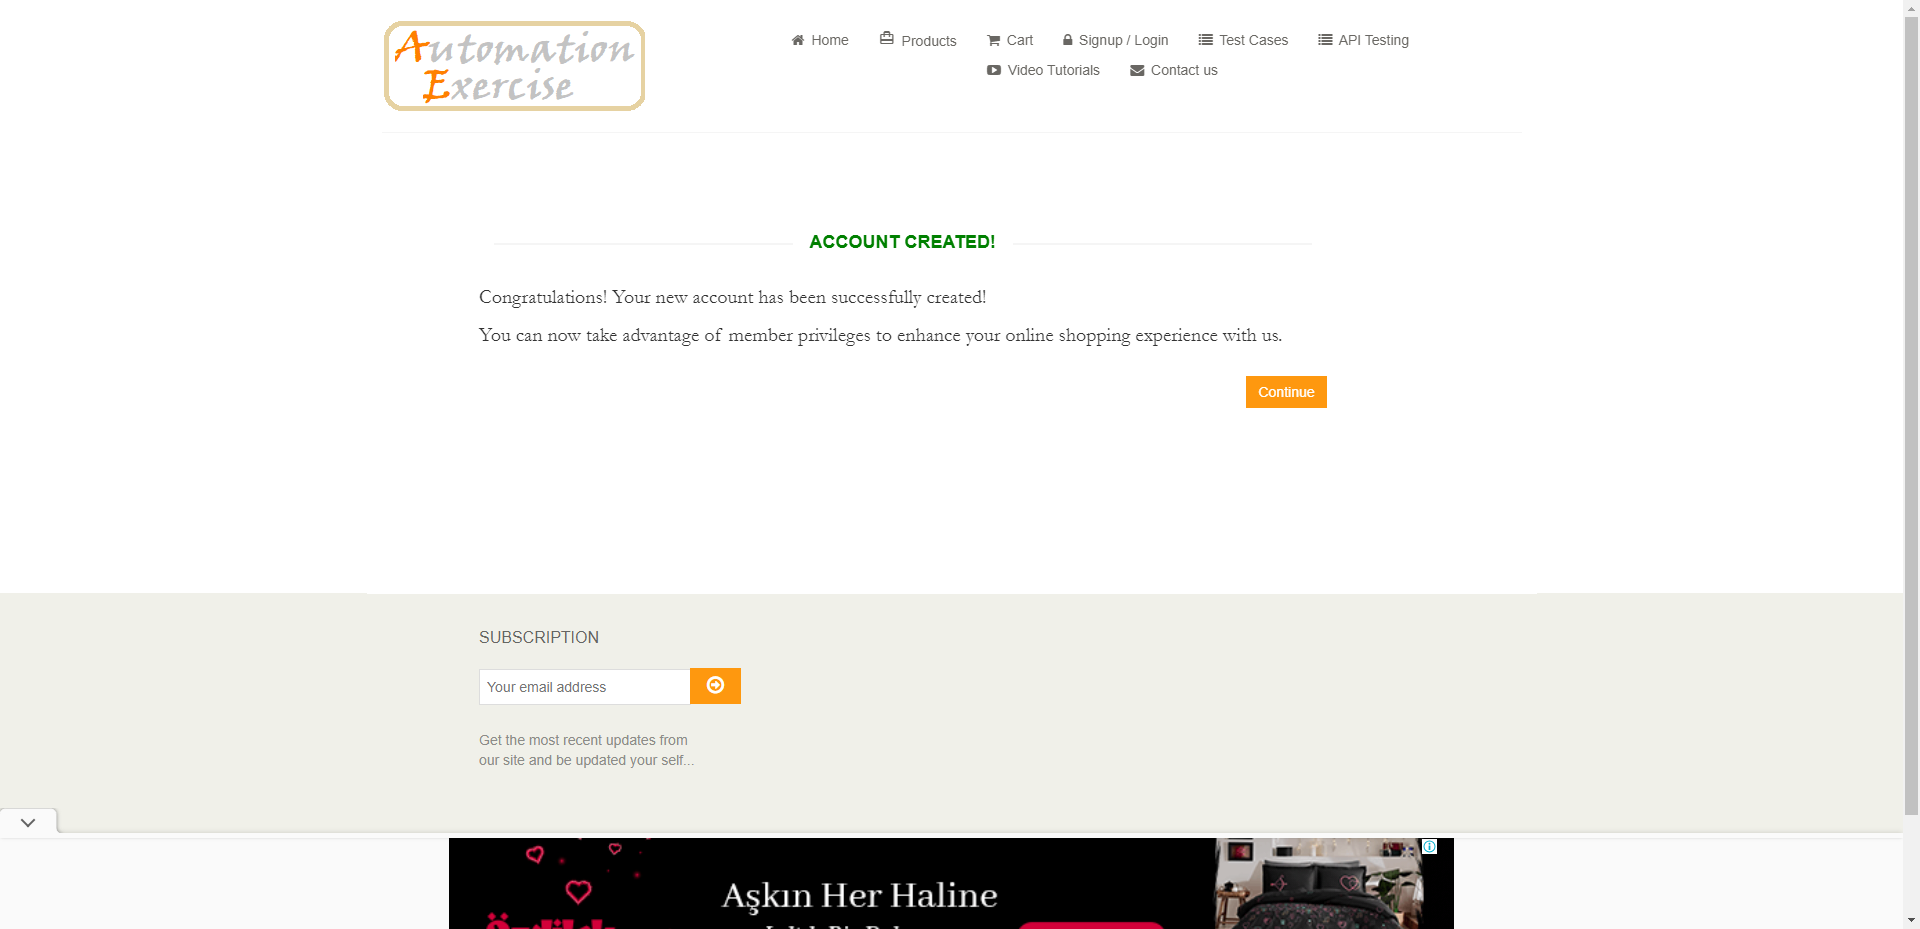 Automation
Exercise
Home
Products
Cart
Signup / Login
Test Cases
API Testing
Video Tutorials
Contact us
ACCOUNT CREATED!
Congratulations! Your new account has been successfully created!
You can now take advantage of member privileges to enhance your online shopping experience with us.
Continue
SUBSCRIPTION
Your email address
Get the most recent updates from
our site and be updated your self...
Aşkın Her Haline